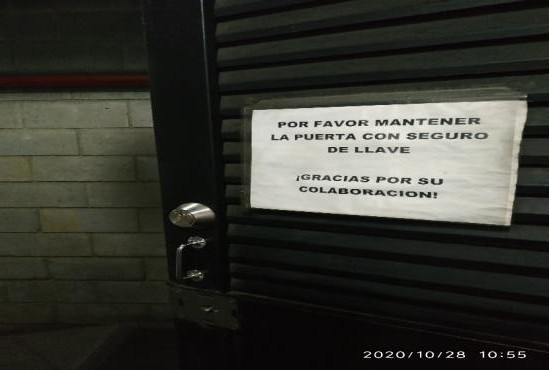 POR FAVOR MANTENER
LA PUERTA CON SEGURO
DE LLAVE
¡GRACIAS POR SU
COLABORACION!
2020/10/28 10:55